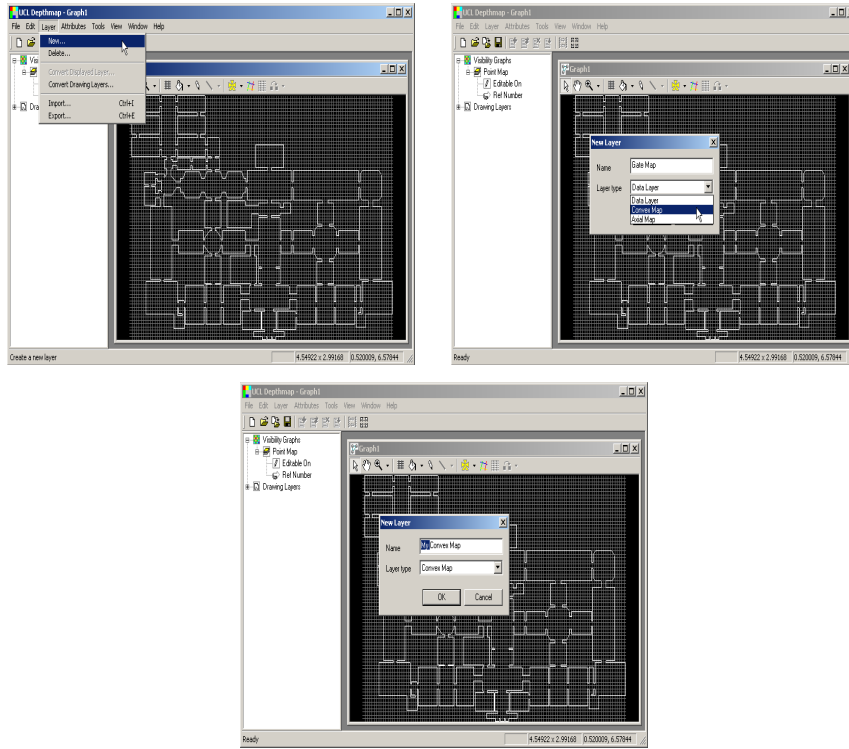 UCL Depthmap - Graph1
File Edit Layer Attributes Tools View Window Help
New...
Delete...
Convert Displayed Layer...
Convert Drawing Layers...
Import... Ctrl+I
Export... Ctrl+E
Create a new layer
4.54922 x 2.99168 0.520009, 6.57844
UCL Depthmap - Graph1
File Edit Layer Attributes Tools View Window Help
Visibility Graphs
Point Map
Editable On
Ref Number
Drawing Layers
Graph1
New Layer
Name Gate Map
Layer type Data Layer
Data Layer
Convex Map
Axial Map
Ready
4.54922 x 2.99168 0.520009, 6.57844
UCL Depthmap - Graph1
File Edit Layer Attributes Tools View Window Help
Visibility Graphs
Point Map
Editable On
Ref Number
Drawing Layers
Graph1
New Layer
Name My Convex Map
Layer type Convex Map
OK Cancel
Ready
4.54922 x 2.99168 0.520009, 6.57844